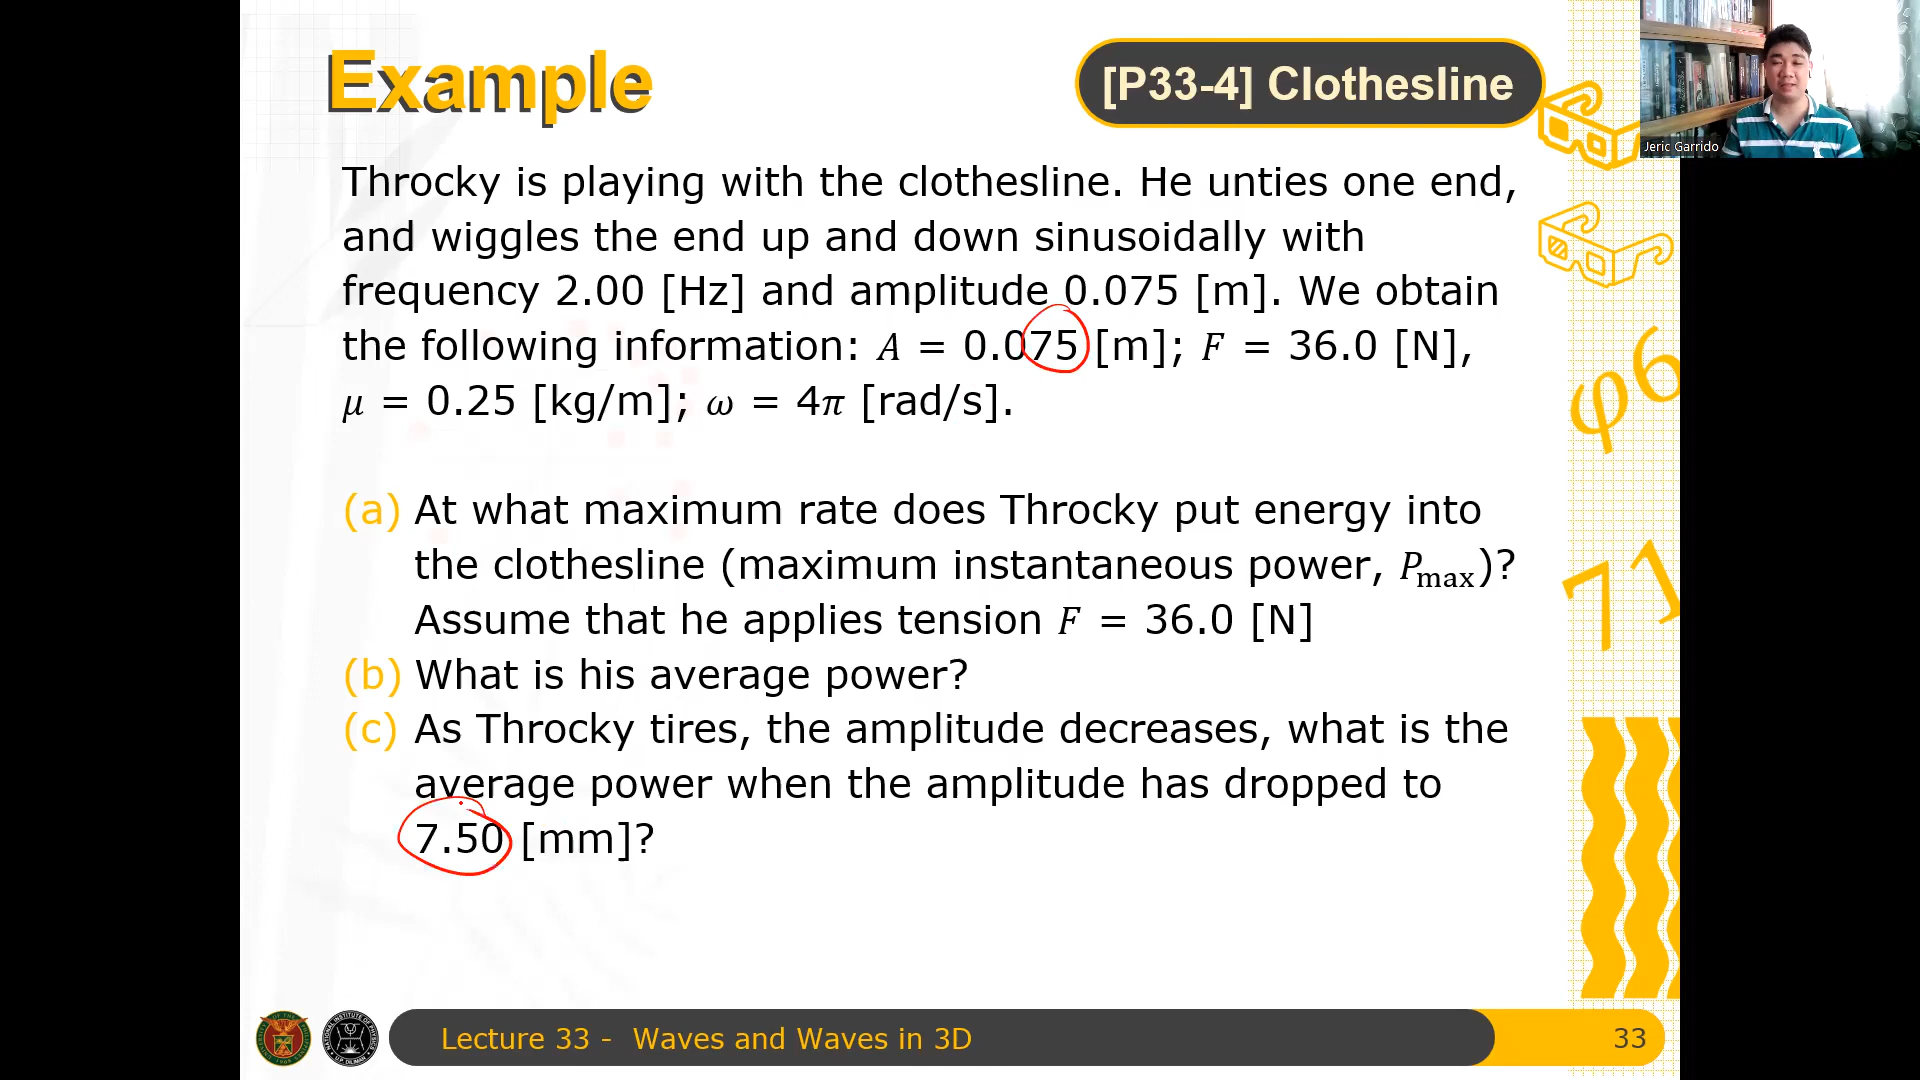 Example
[P33-4] Clothesline
Jeric Garrido
Throcky is playing with the clothesline. He unties one end,
and wiggles the end up and down sinusoidally with
frequency 2.00 [Hz] and amplitude 0.075 [m]. We obtain
the following information: A = 0.075 [m]; F = 36.0 [N],
μ = 0.25 [kg/m]; ω = 4π [rad/s].
(a) At what maximum rate does Throcky put energy into
the clothesline (maximum instantaneous power, Pmax)?
Assume that he applies tension F = 36.0 [N]
(b) What is his average power?
(c) As Throcky tires, the amplitude decreases, what is the
average power when the amplitude has dropped to
7.50 [mm]?
φ6
71
Lecture 33 - Waves and Waves in 3D
33